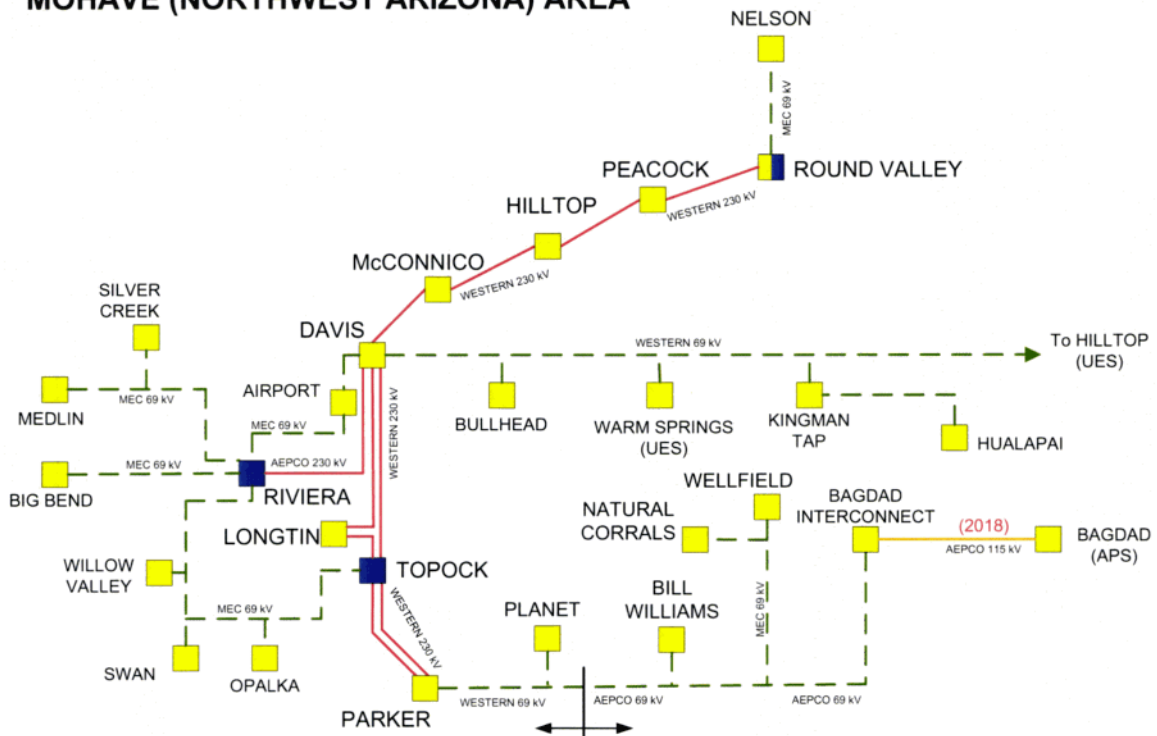 MOHAVE (NORTHWEST ARIZONA) AREA
NELSON
MEC 69 kV
PEACOCK
ROUND VALLEY
WESTERN 230 kV
HILLTOP
McCONNICO
WESTERN 230 kV
SILVER
CREEK
DAVIS
WESTERN 69 kV
To HILLTOP
(UES)
MEDLIN
MEC 69 kV
AIRPORT
MEC 69 kV
WESTERN 230 kV
BULLHEAD
WARM SPRINGS
(UES)
KINGMAN
TAP
HUALAPAI
BIG BEND
MEC 69 kV
AEPCO 230 kV
RIVIERA
WELLFIELD
NATURAL
CORRALS
BAGDAD
INTERCONNECT
(2018)
AEPCO 115 kV
BAGDAD
(APS)
LONGTIN
WILLOW
VALLEY
TOPOCK
MEC 69 kV
WESTERN 230 kV
PLANET
BILL
WILLIAMS
MEC 69 kV
SWAN
OPALKA
PARKER
WESTERN 69 kV
AEPCO 69 kV
AEPCO 69 kV